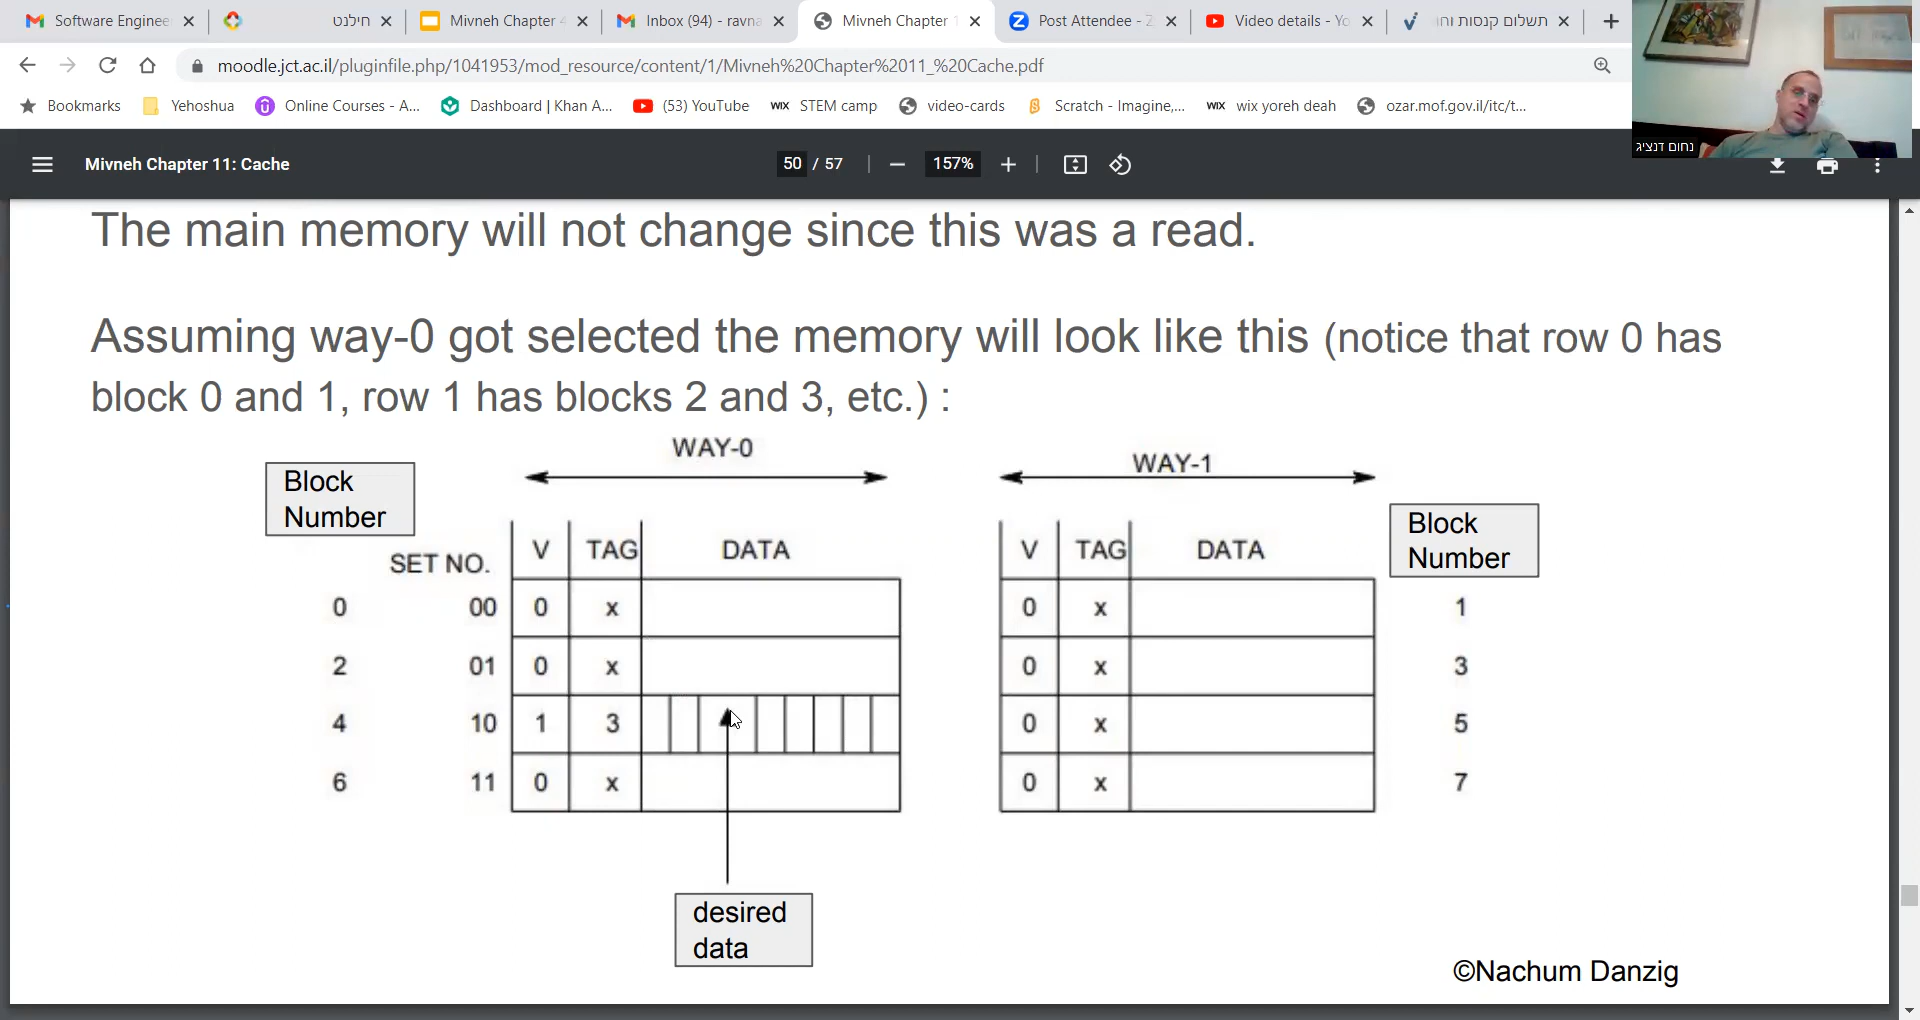 Software Enginee
חילנט
Mivneh Chapter
Inbox (94) - ravna
Mivneh Chapter
Post Attendee - Z
Video details - Yo
תשלום קנסות וחו
moodle.jct.ac.il/pluginfile.php/1041953/mod_resource/content/1/Mivneh%20Chapter%2011_%20Cache.pdf
Bookmarks Yehoshua Online Courses - A... Dashboard | Khan A... (53) YouTube WIX STEM camp video-cards Scratch - Imagine,... WIX wix yoreh deah ozar.mof.gov.il/itc/t...
נחום דנציג
Mivneh Chapter 11: Cache 50 / 57 157%
The main memory will not change since this was a read.
Assuming way-0 got selected the memory will look like this (notice that row 0 has
block 0 and 1, row 1 has blocks 2 and 3, etc.) :
WAY-0 WAY-1
Block
Number
Block
Number
SET NO. V TAG DATA V TAG DATA
0 00 0 x 0 x 1
2 01 0 x 0 x 3
4 10 1 3 0 x 5
6 11 0 x 0 x 7
desired
data
©Nachum Danzig